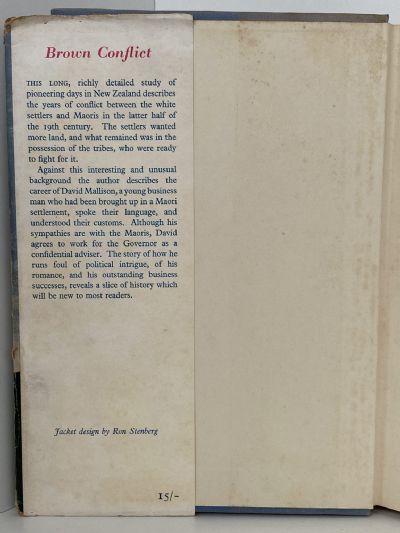 Brown Conflict
THIS LONG, richly detailed study of
pioneering days in New Zealand describes
the years of conflict between the white
settlers and Maoris in the latter half of
the 19th century. The settlers wanted
more land, and what remained was in the
possession of the tribes, who were ready
to fight for it.
Against this interesting and unusual
background the author describes the
career of David Mallison, a young business
man who had been brought up in a Maori
settlement, spoke their language, and
understood their customs. Although his
sympathies are with the Maoris, David
agrees to work for the Governor as a
confidential adviser. The story of how he
runs foul of political intrigue, of his
romance, and his outstanding business
successes, reveals a slice of history which
will be new to most readers.
Jacket design by Ron Stenberg
15/-